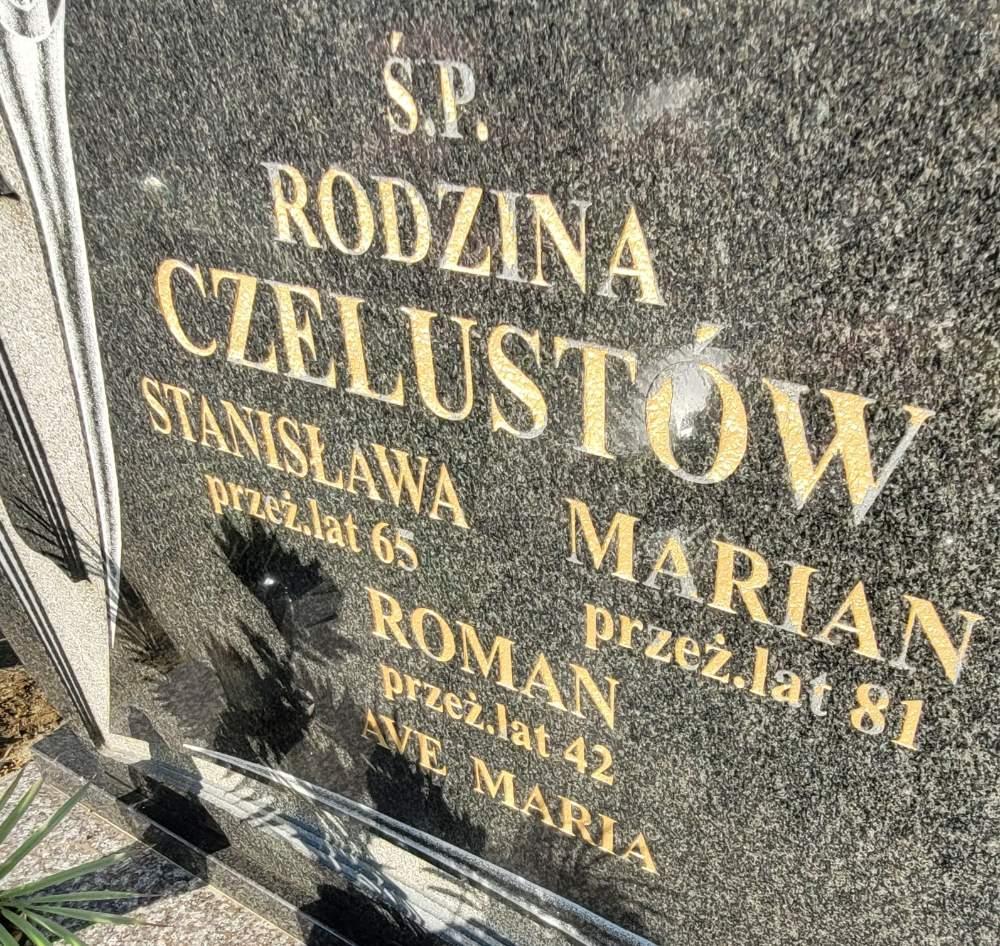 Ś.P.
RODZINA
CZELUSTÓW
STANISŁAWA
przeż.lat 65
MARIAN
przeż.lat 81
ROMAN
przeż.lat 42
AVE MARIA